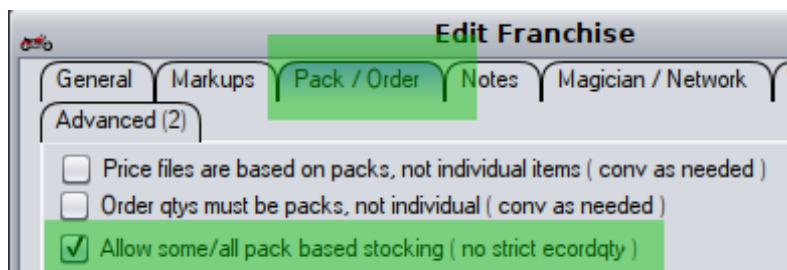 Edit Franchise
General Markups Pack / Order Notes Magician / Network
Advanced (2)
Price files are based on packs, not individual items ( conv as needed )
Order qtys must be packs, not individual ( conv as needed )
Allow some/all pack based stocking ( no strict ecordqty )